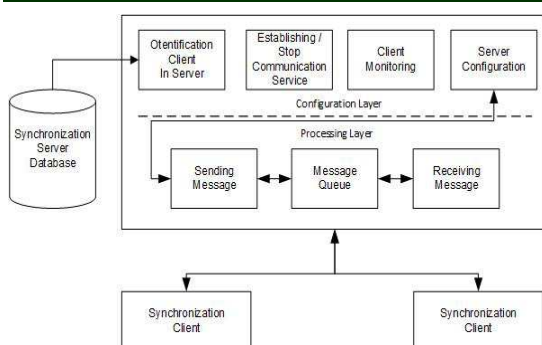 Otentification
Client
In Server
Establishing /
Stop
Communication
Service
Client
Monitoring
Server
Configuration
Configuration Layer
Processing Layer
Synchronization
Server
Database
Sending
Message
Message
Queue
Receiving
Message
Synchronization
Client
Synchronization
Client